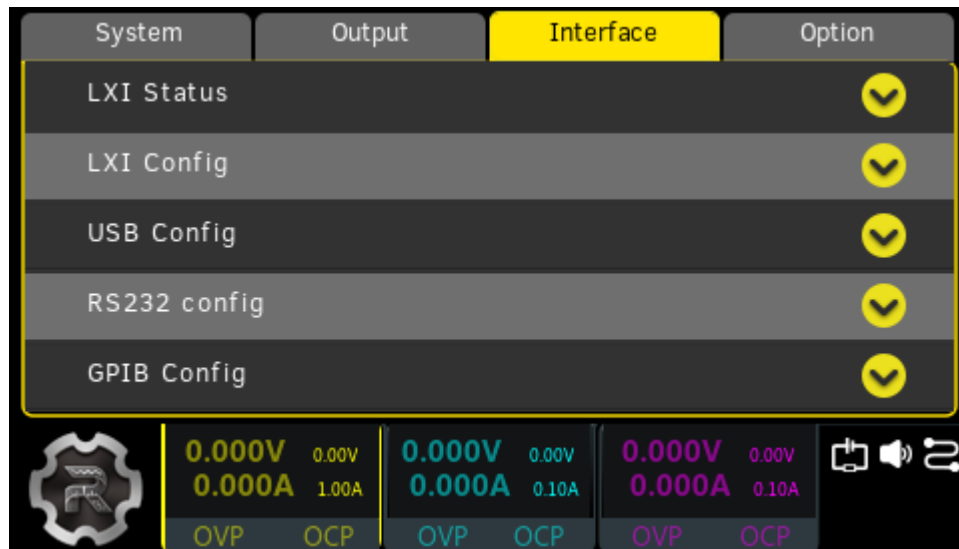 System Output Interface Option
LXI Status
LXI Config
USB Config
RS232 config
GPIB Config
0.000V 0.00V 0.000V 0.00V 0.000V 0.00V
0.000A 1.00A 0.000A 0.10A 0.000A 0.10A
OVP OCP OVP OCP OVP OCP